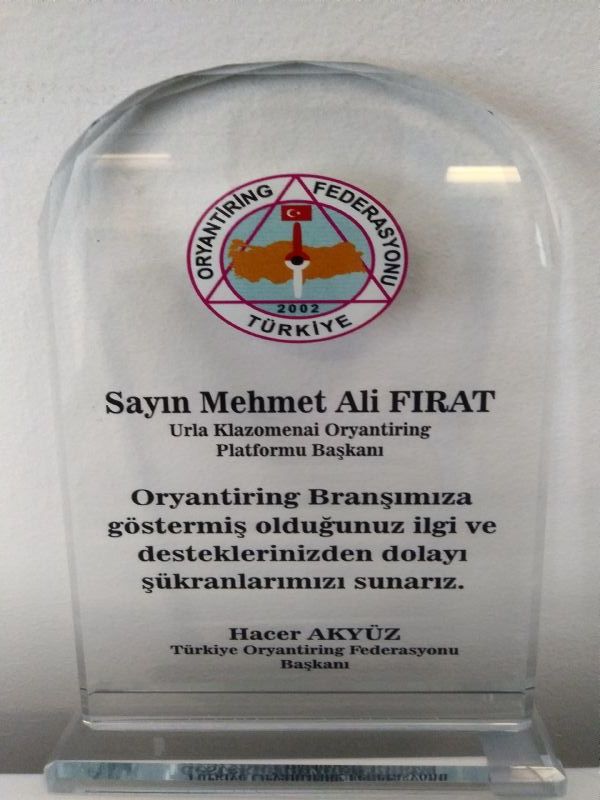 ORYANTİRİNG FEDERASYONU
2002
TÜRKİYE
Sayın Mehmet Ali FIRAT
Urla Klazomenai Oryantiring
Platformu Başkanı
Oryantiring Branşımıza
göstermiş olduğunuz ilgi ve
desteklerinizden dolayı
şükranlarımızı sunarız.
Hacer AKYÜZ
Türkiye Oryantiring Federasyonu
Başkanı